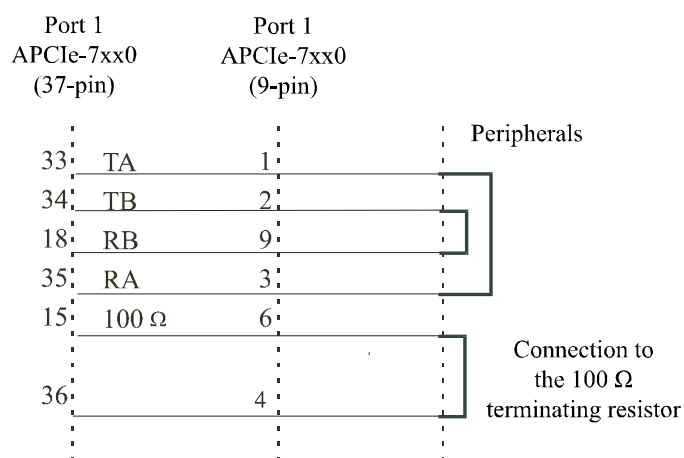 Port 1
APCIe-7xx0
(37-pin)
Port 1
APCIe-7xx0
(9-pin)
Peripherals
33 TA 1
34 TB 2
18 RB 9
35 RA 3
15 100 Ω 6
36 4
Connection to
the 100 Ω
terminating resistor